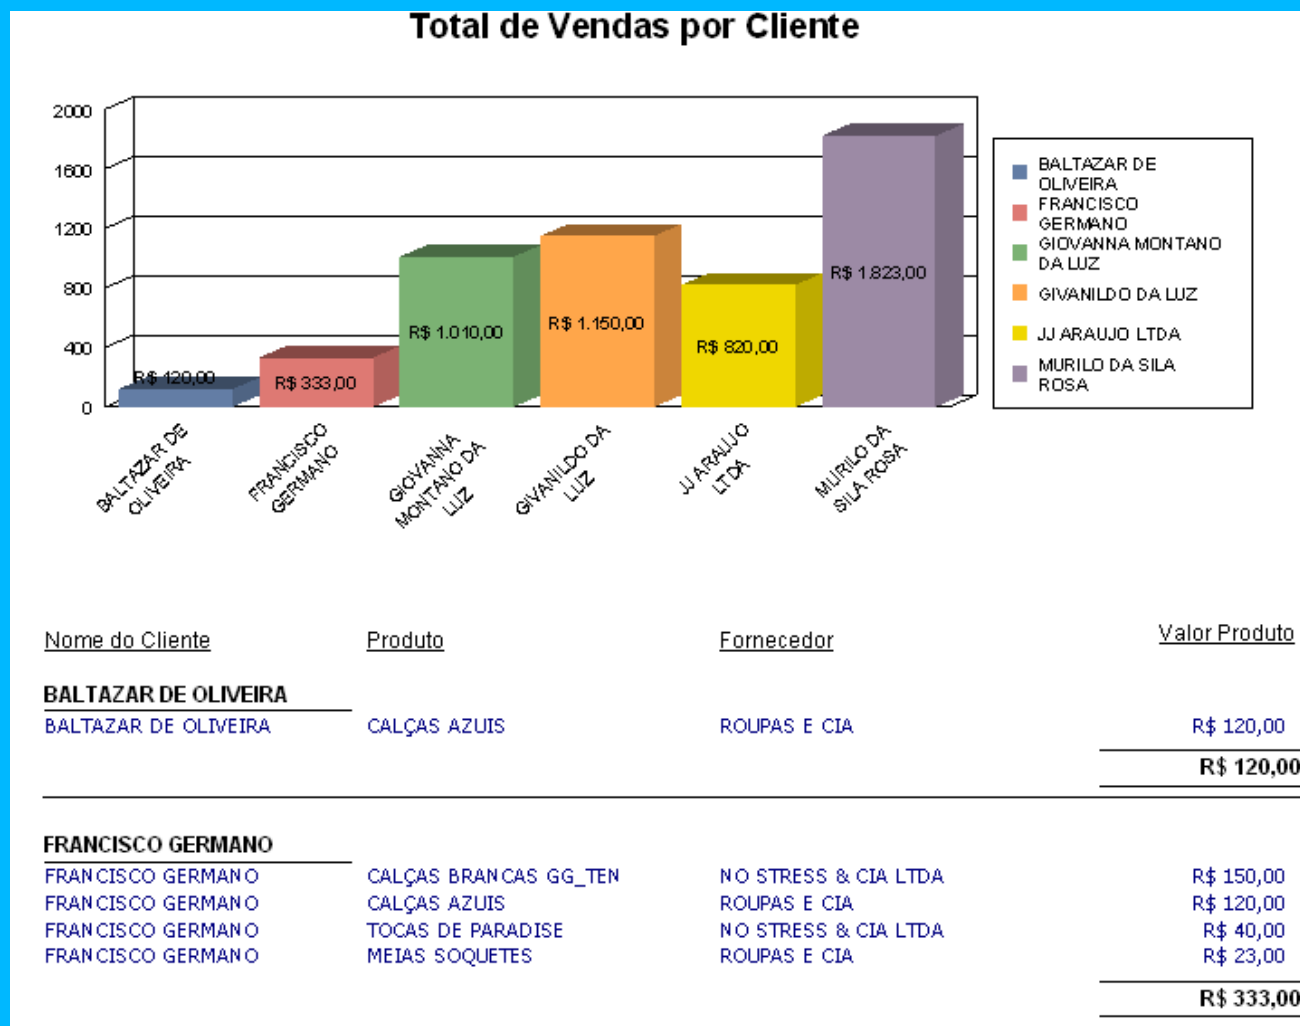 Total de Vendas por Cliente
2000
1600
1200
800
400
0
R$ 120,00
R$ 333,00
R$ 1.010,00
R$ 1.150,00
R$ 820,00
R$ 1.823,00
BALTAZAR DE
OLIVEIRA
FRANCISCO
GERMANO
GIOVANNA
MONTANO DA
LUZ
GIVANILDO DA
LUZ
JJ ARAUJO
LTDA
MURILO DA
SILA ROSA
BALTAZAR DE
OLIVEIRA
FRANCISCO
GERMANO
GIOVANNA MONTANO
DA LUZ
GIVANILDO DA LUZ
JJ ARAUJO LTDA
MURILO DA SILA
ROSA
Nome do Cliente Produto Fornecedor Valor Produto
BALTAZAR DE OLIVEIRA
BALTAZAR DE OLIVEIRA CALÇAS AZUIS ROUPAS E CIA R$ 120,00
R$ 120,00
FRANCISCO GERMANO
FRANCISCO GERMANO CALÇAS BRANCAS GG_TEN NO STRESS & CIA LTDA R$ 150,00
FRANCISCO GERMANO CALÇAS AZUIS ROUPAS E CIA R$ 120,00
FRANCISCO GERMANO TOCAS DE PARADISE NO STRESS & CIA LTDA R$ 40,00
FRANCISCO GERMANO MEIAS SOQUETES ROUPAS E CIA R$ 23,00
R$ 333,00